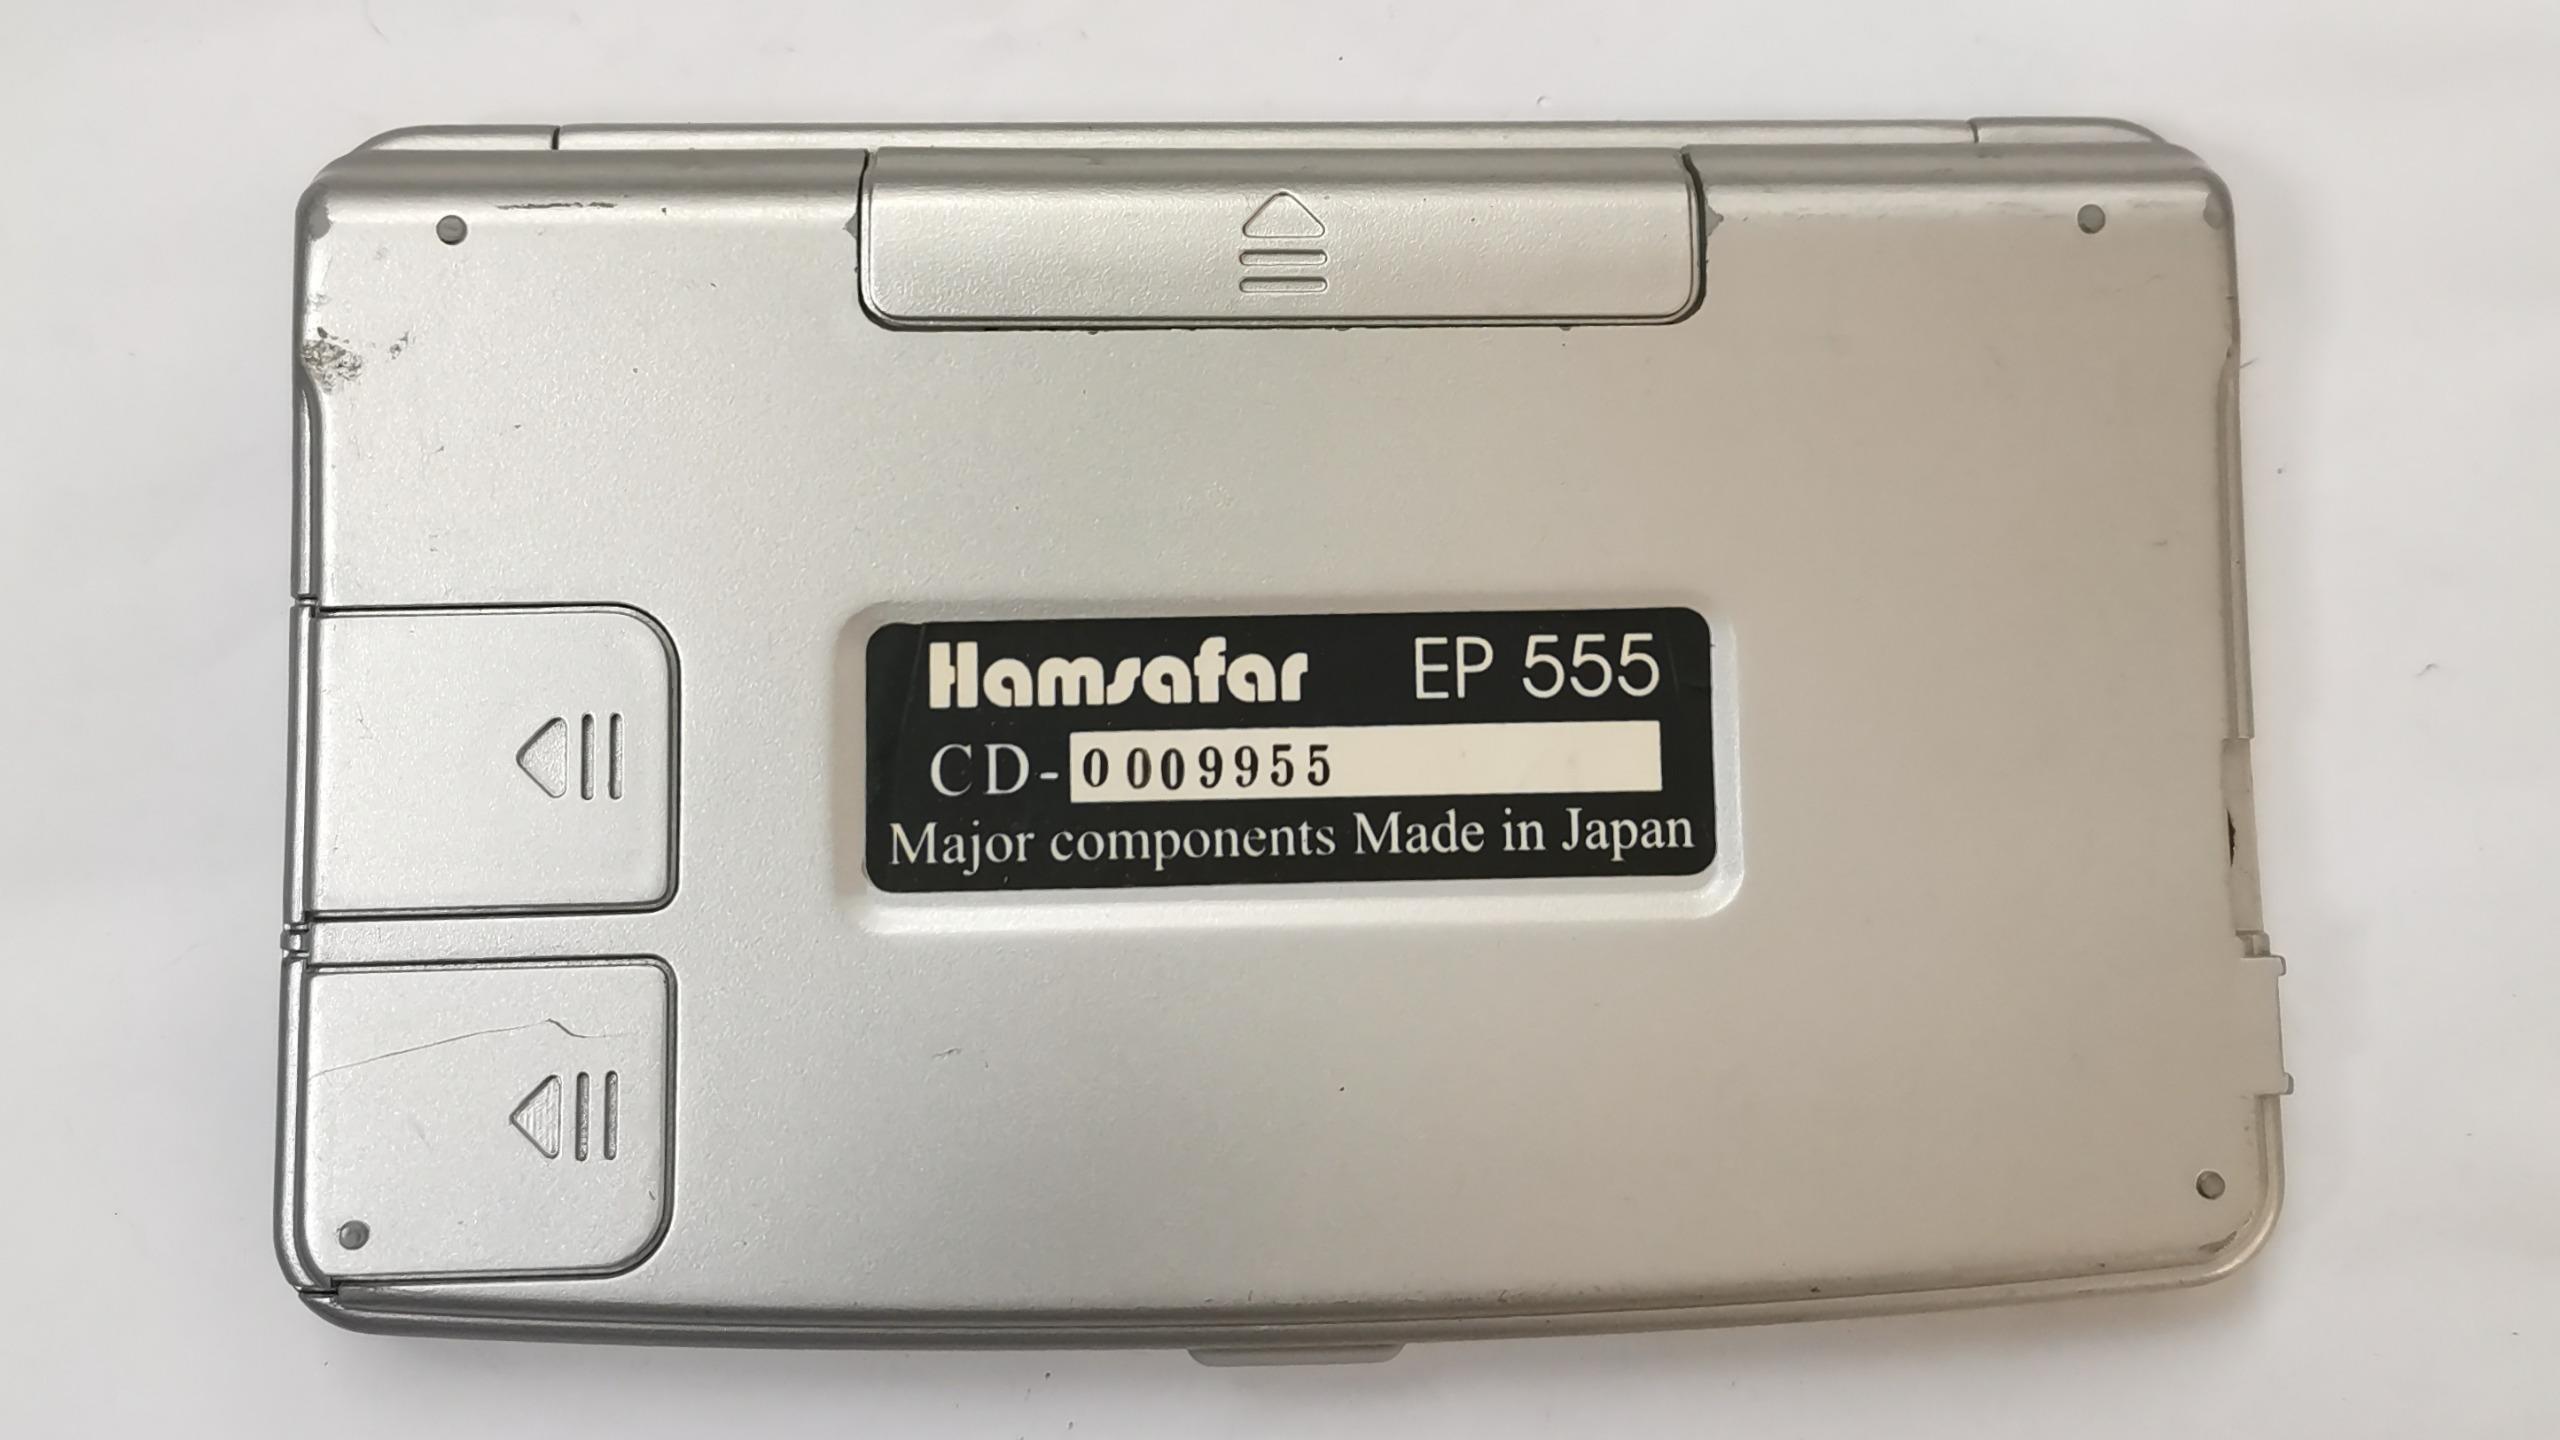 Hamsafar EP 555
CD-0009955
Major components Made in Japan